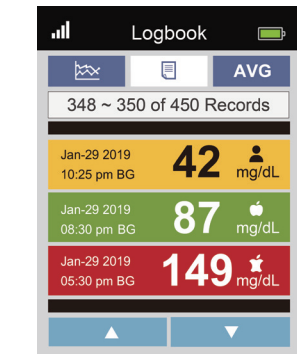 Logbook
AVG
348 ~ 350 of 450 Records
Jan-29 2019
10:25 pm BG
42
mg/dL
Jan-29 2019
08:30 pm BG
87
mg/dL
Jan-29 2019
05:30 pm BG
149
mg/dL